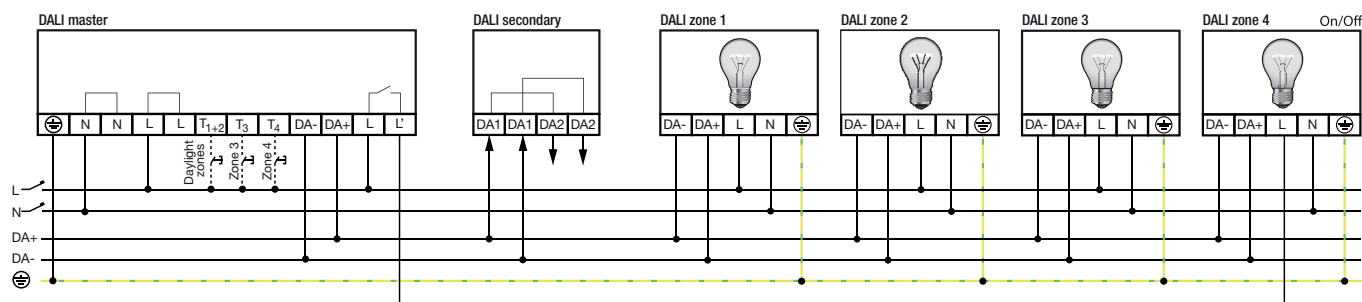 DALI master
DALI secondary
DALI zone 1
DALI zone 2
DALI zone 3
DALI zone 4
On/Off
N N L L T1+2 T3 T4 DA- DA+ L L'
DA1 DA1 DA2 DA2
DA- DA+ L N
DA- DA+ L N
DA- DA+ L N
DA- DA+ L N
Daylight
zones
Zone 3
Zone 4
L
N
DA+
DA-